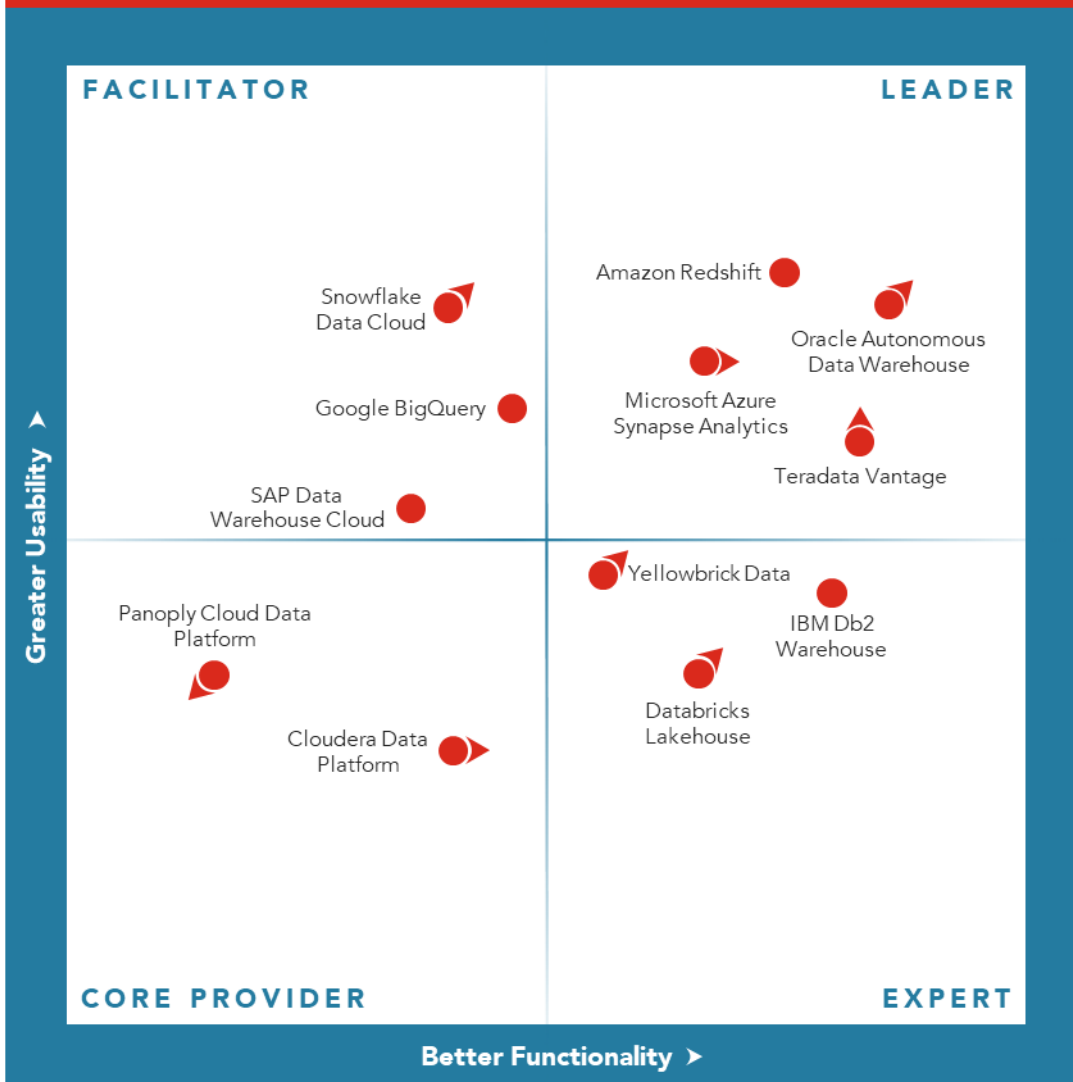 FACILITATOR
LEADER
Amazon Redshift
Snowflake
Data Cloud
Oracle Autonomous
Data Warehouse
Microsoft Azure
Synapse Analytics
Google BigQuery
Teradata Vantage
SAP Data
Warehouse Cloud
Yellowbrick Data
Panoply Cloud Data
Platform
IBM Db2
Warehouse
Databricks
Lakehouse
Cloudera Data
Platform
CORE PROVIDER
EXPERT
Greater Usability
Better Functionality